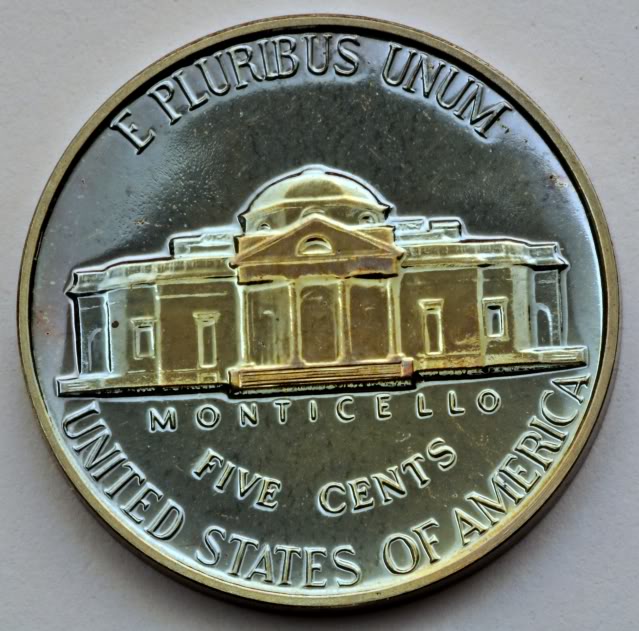 E PLURIBUS UNUM
MONTICELLO
FIVE CENTS
UNITED STATES OF AMERICA